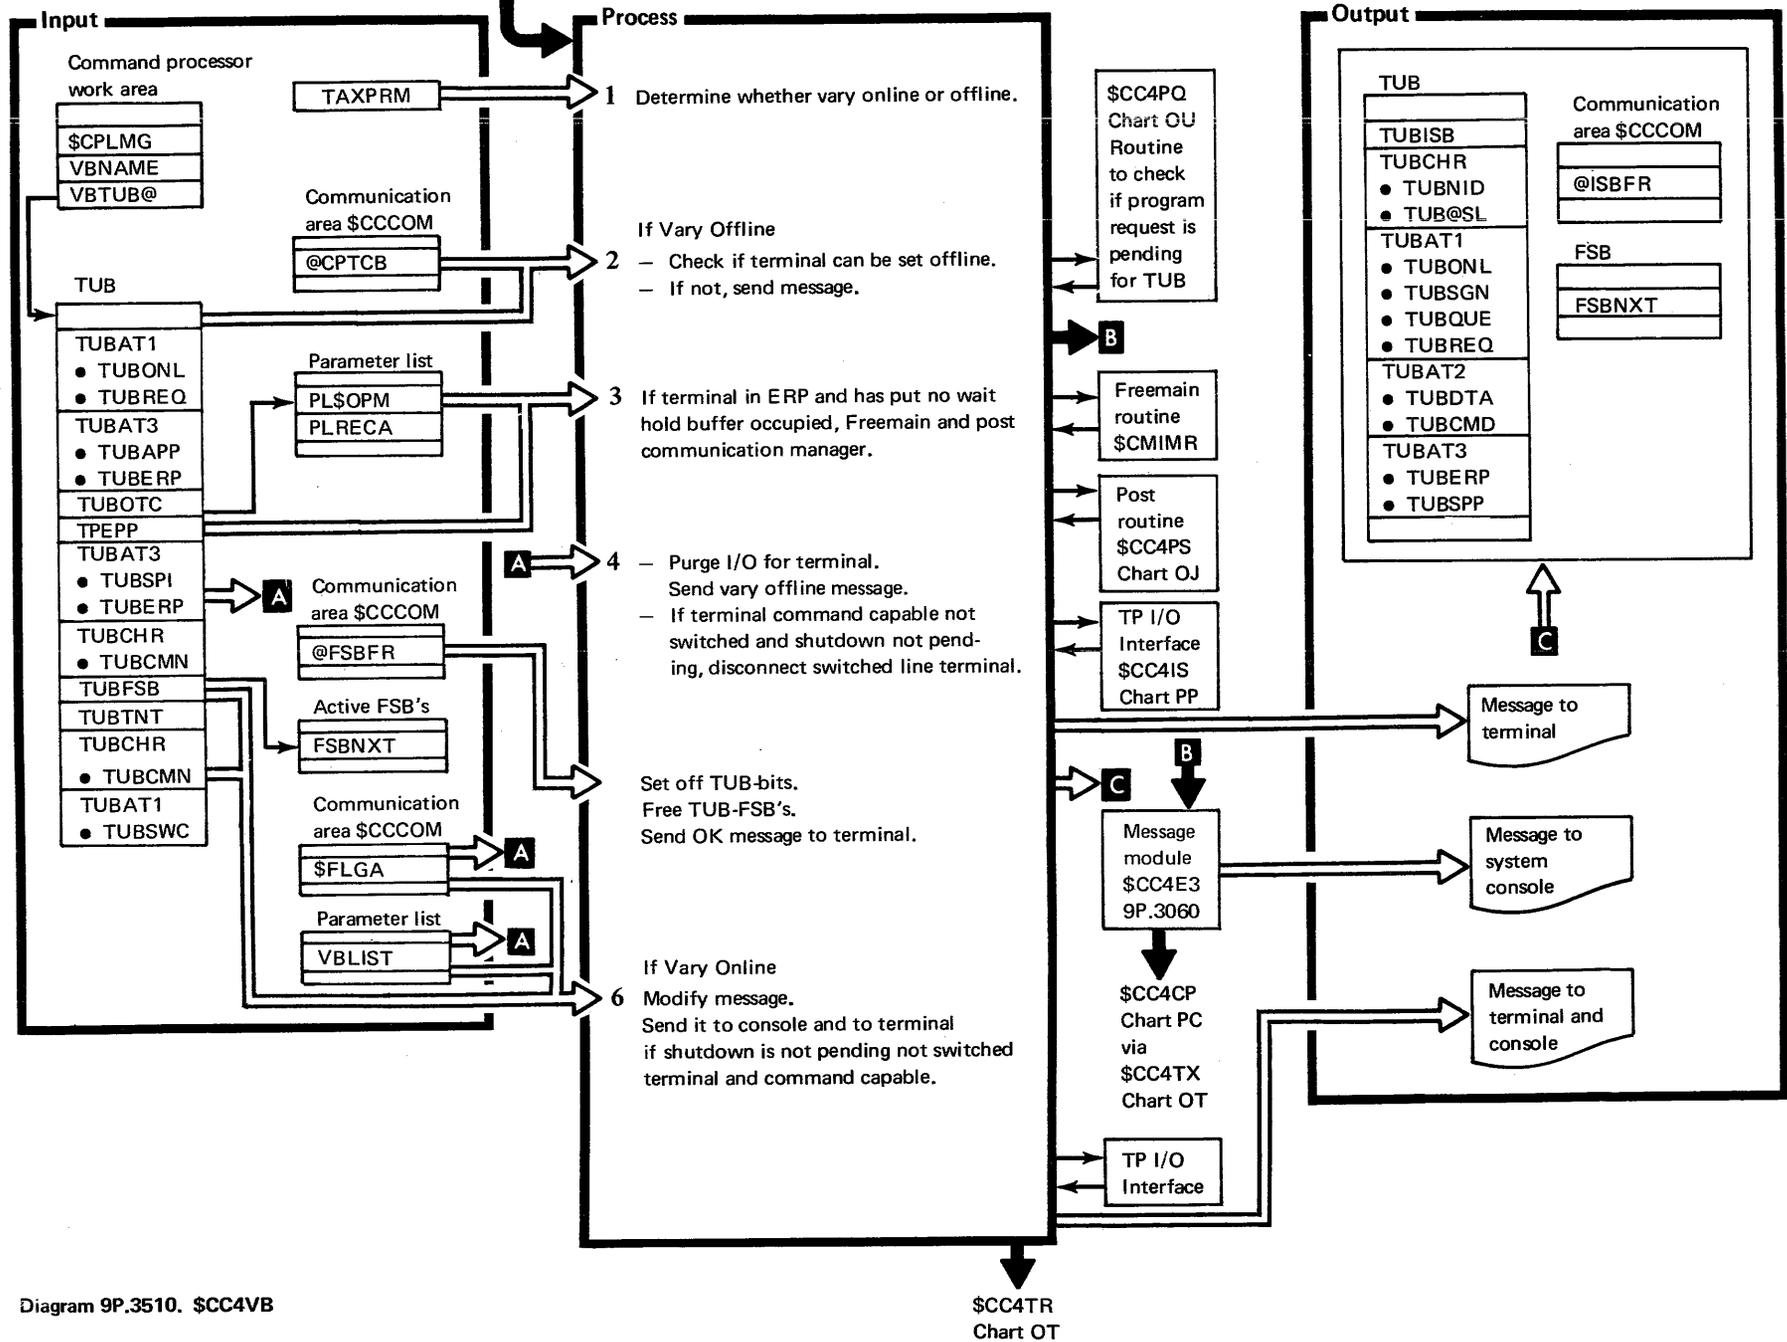 Input
Command processor
work area
$CPLMG
VBNAME
VBTUB@
TUB
TUBAT1
● TUBONL
● TUBREQ
TUBAT3
● TUBAPP
● TUBERP
TUBOTC
TPEPP
TUBAT3
● TUBSPI
● TUBERP
A
TUBCHR
● TUBCMN
TUBFSB
TUBTNT
TUBCHR
● TUBCMN
TUBAT1
● TUBSWC
TAXPRM
Communication
area $CCCOM
@CPTCB
Parameter list
PL$OPM
PLRECA
Communication
area $CCCOM
@FSBFR
Active FSB's
FSBNXT
Communication
area $CCCOM
$FLGA
A
Parameter list
VBLIST
A
Process
1 Determine whether vary online or offline.
If Vary Offline
2 — Check if terminal can be set offline.
— If not, send message.
3 If terminal in ERP and has put no wait
hold buffer occupied, Freemain and post
communication manager.
A 4 — Purge I/O for terminal.
Send vary offline message.
— If terminal command capable not
switched and shutdown not pend-
ing, disconnect switched line terminal.
Set off TUB-bits.
Free TUB-FSB's.
Send OK message to terminal.
If Vary Online
6 Modify message.
Send it to console and to terminal
if shutdown is not pending not switched
terminal and command capable.
$CC4PQ
Chart OU
Routine
to check
if program
request is
pending
for TUB
B
Freemain
routine
$CMIMR
Post
routine
$CC4PS
Chart OJ
TP I/O
Interface
$CC4IS
Chart PP
B
C
Message
module
$CC4E3
9P.3060
$CC4CP
Chart PC
via
$CC4TX
Chart OT
TP I/O
Interface
$CC4TR
Chart OT
Output
TUB
TUBISB
TUBCHR
● TUBNID
● TUB@SL
TUBAT1
● TUBONL
● TUBSGN
● TUBQUE
● TUBREQ
TUBAT2
● TUBDTA
● TUBCMD
TUBAT3
● TUBERP
● TUBSPP
Communication
area $CCCOM
@ISBFR
FSB
FSBNXT
C
Message to
terminal
Message to
system
console
Message to
terminal and
console
Diagram 9P.3510. $CC4VB